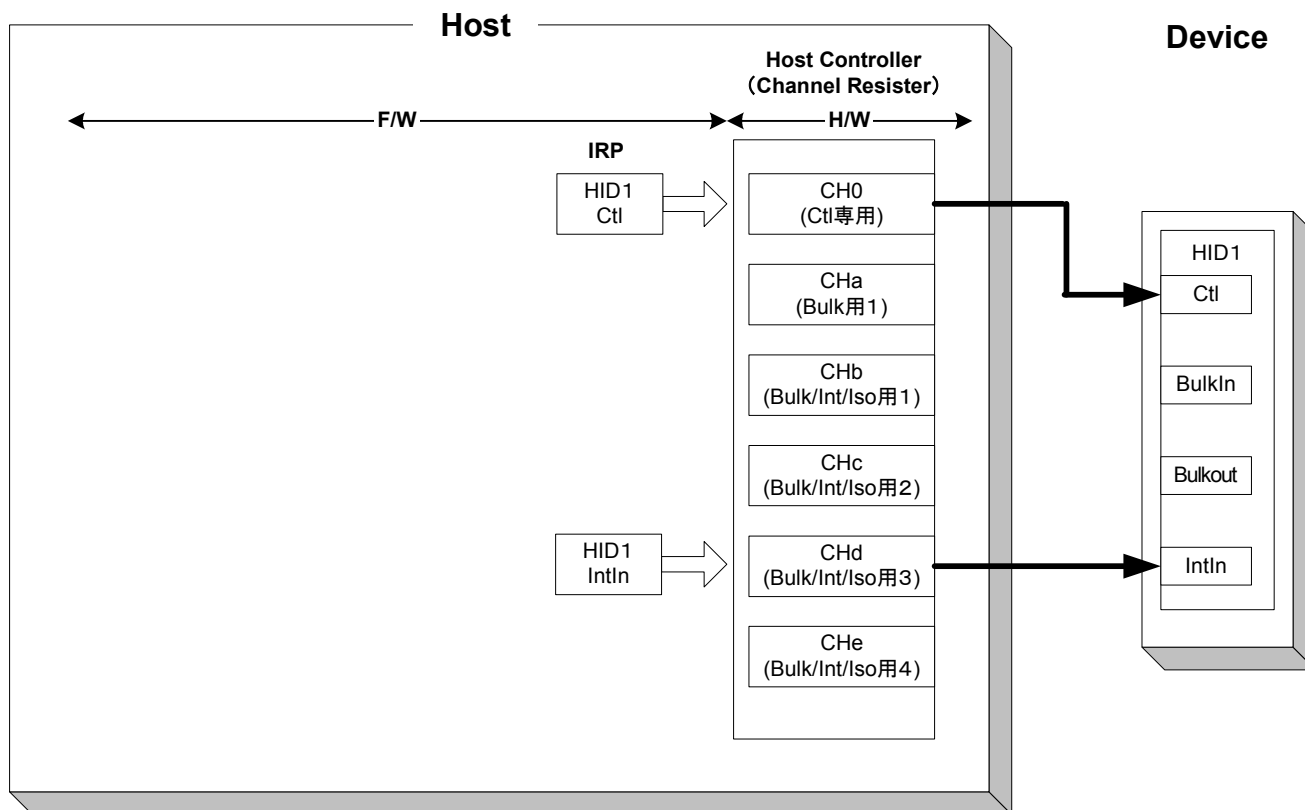 Host
Device
Host Controller
（Channel Resister）
F/W
H/W
IRP
HID1
Ctl
CH0
(Ctl専用)
CHa
(Bulk用１)
CHb
(Bulk/Int/Iso用１)
CHc
(Bulk/Int/Iso用２)
HID1
IntIn
CHd
(Bulk/Int/Iso用３)
CHe
(Bulk/Int/Iso用４)
HID1
Ctl
BulkIn
Bulkout
IntIn